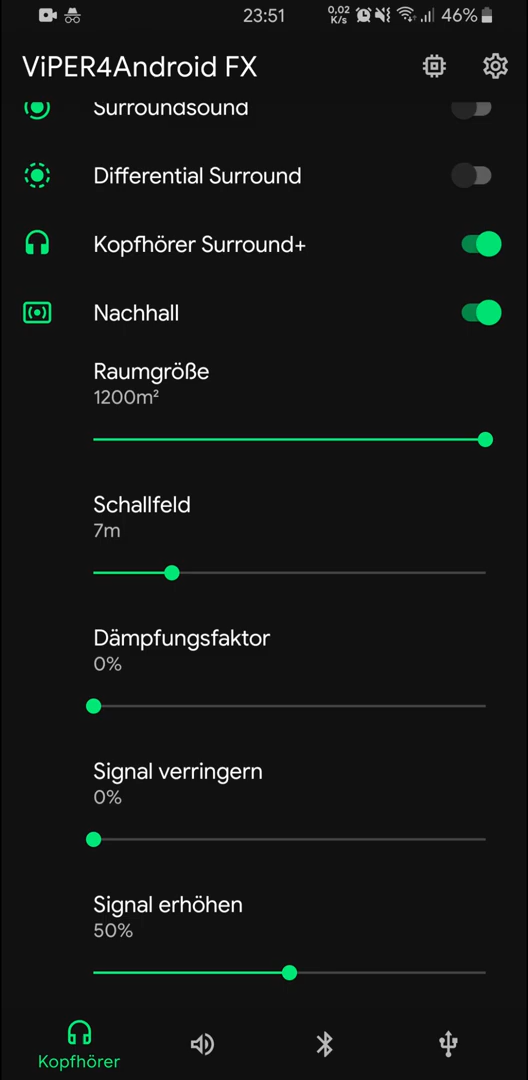 23:51
0,02
K/s
46%
ViPER4Android FX
Surroundsound
Differential Surround
Kopfhörer Surround+
Nachhall
Raumgröße
1200m²
Schallfeld
7m
Dämpfungsfaktor
0%
Signal verringern
0%
Signal erhöhen
50%
Kopfhörer